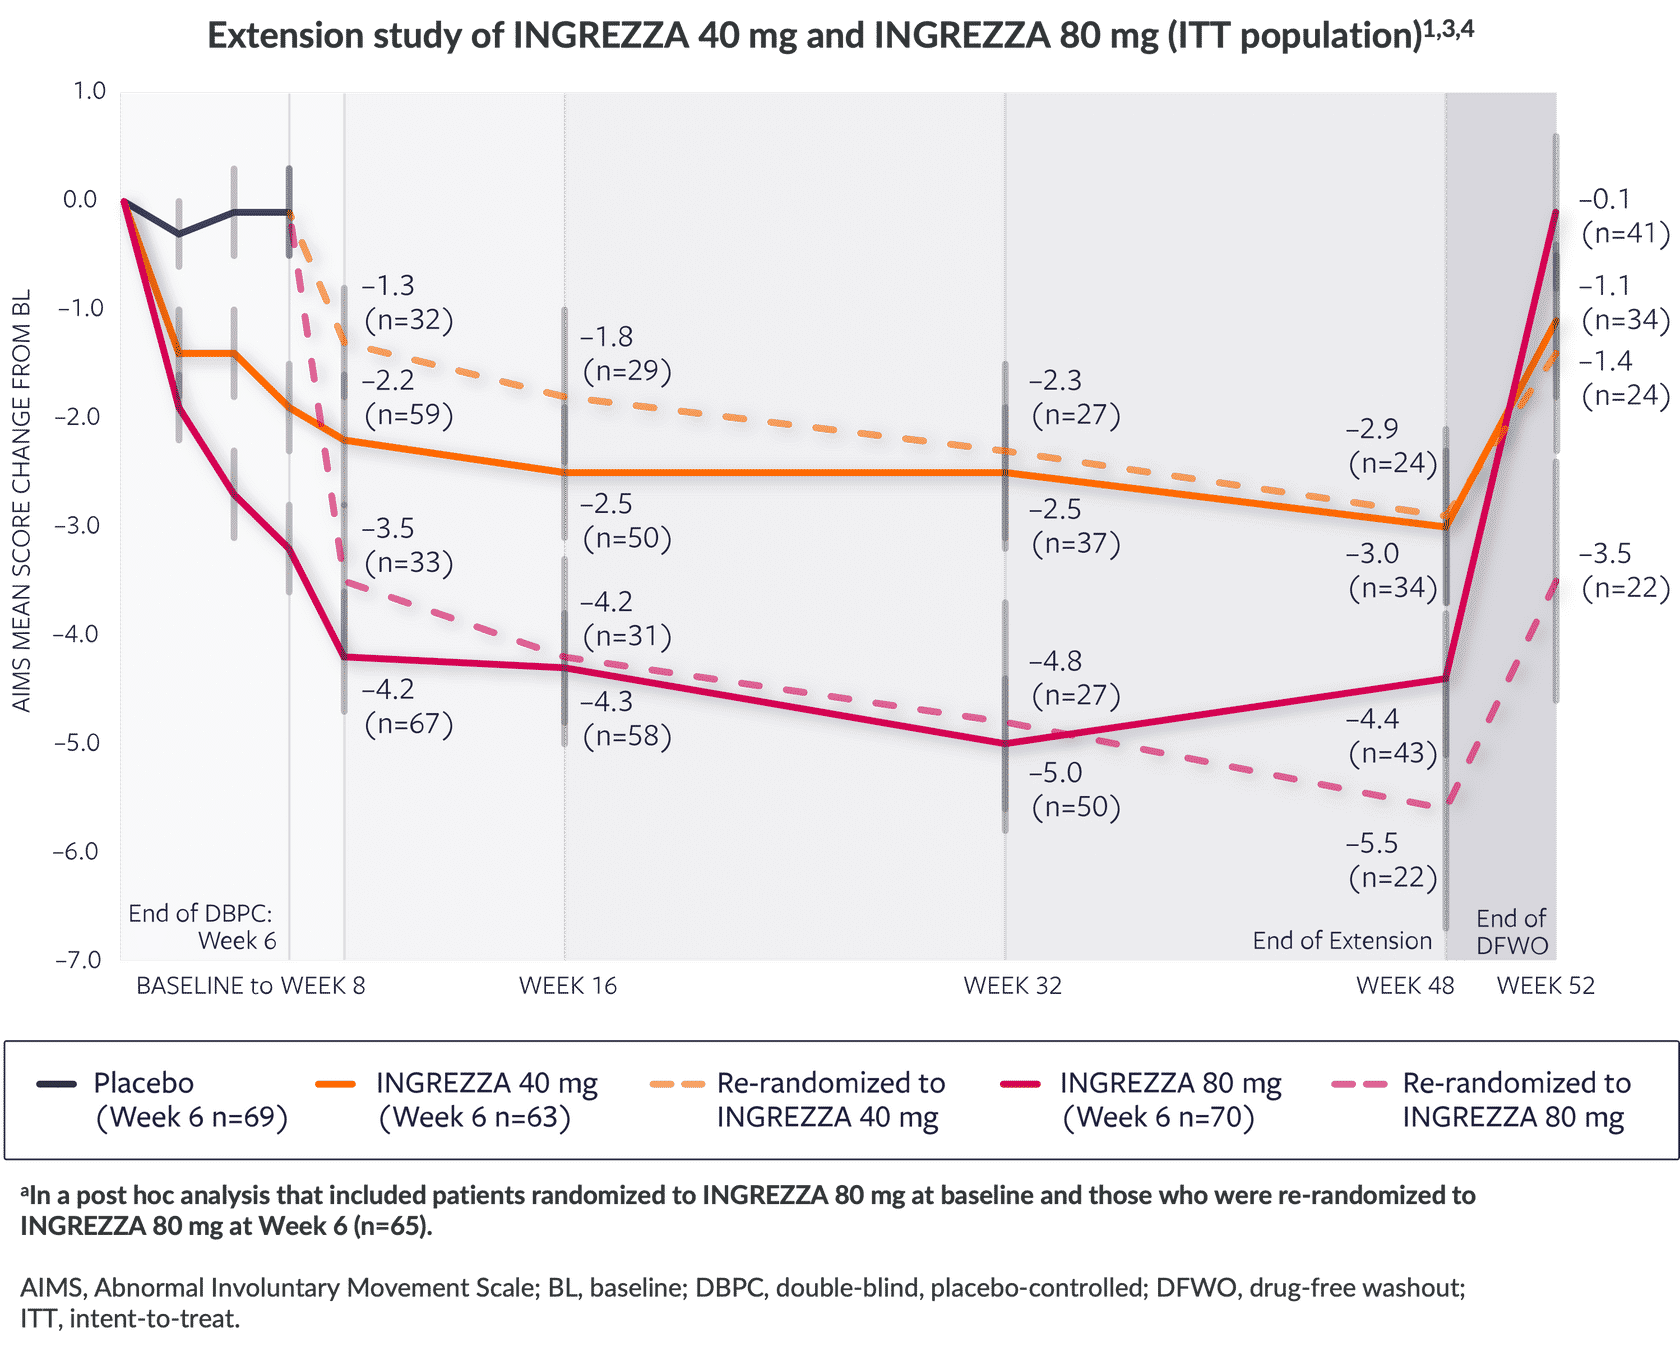 Extension study of INGREZZA 40 mg and INGREZZA 80 mg (ITT population)1,3,4
AIMS MEAN SCORE CHANGE FROM BL
1.0
0.0
–1.0
–2.0
–3.0
–4.0
–5.0
–6.0
–7.0
–1.3
(n=32)
–2.2
(n=59)
–3.5
(n=33)
–4.2
(n=67)
–1.8
(n=29)
–2.5
(n=50)
–4.2
(n=31)
–4.3
(n=58)
–2.3
(n=27)
–2.5
(n=37)
–4.8
(n=27)
–5.0
(n=50)
–2.9
(n=24)
–3.0
(n=34)
–4.4
(n=43)
–5.5
(n=22)
–0.1
(n=41)
–1.1
(n=34)
–1.4
(n=24)
–3.5
(n=22)
End of DBPC:
Week 6
End of Extension
End of
DFWO
BASELINE to WEEK 8
WEEK 16
WEEK 32
WEEK 48
WEEK 52
Placebo
(Week 6 n=69)
INGREZZA 40 mg
(Week 6 n=63)
Re-randomized to
INGREZZA 40 mg
INGREZZA 80 mg
(Week 6 n=70)
Re-randomized to
INGREZZA 80 mg
aIn a post hoc analysis that included patients randomized to INGREZZA 80 mg at baseline and those who were re-randomized to
INGREZZA 80 mg at Week 6 (n=65).
AIMS, Abnormal Involuntary Movement Scale; BL, baseline; DBPC, double-blind, placebo-controlled; DFWO, drug-free washout;
ITT, intent-to-treat.